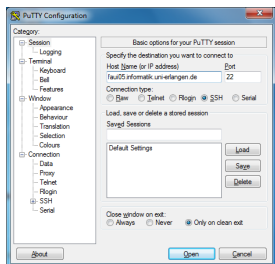 PuTTY Configuration
Category:
Session
Logging
Terminal
Keyboard
Bell
Features
Window
Appearance
Behaviour
Translation
Selection
Colours
Connection
Data
Proxy
Telnet
Rlogin
SSH
Serial
Basic options for your PuTTY session
Specify the destination you want to connect to
Host Name (or IP address) Port
faui05.informatik.uni-erlangen.de 22
Connection type:
Raw Telnet Rlogin SSH Serial
Load, save or delete a stored session
Saved Sessions
Default Settings
Load
Save
Delete
Close window on exit:
Always Never Only on clean exit
About Open Cancel